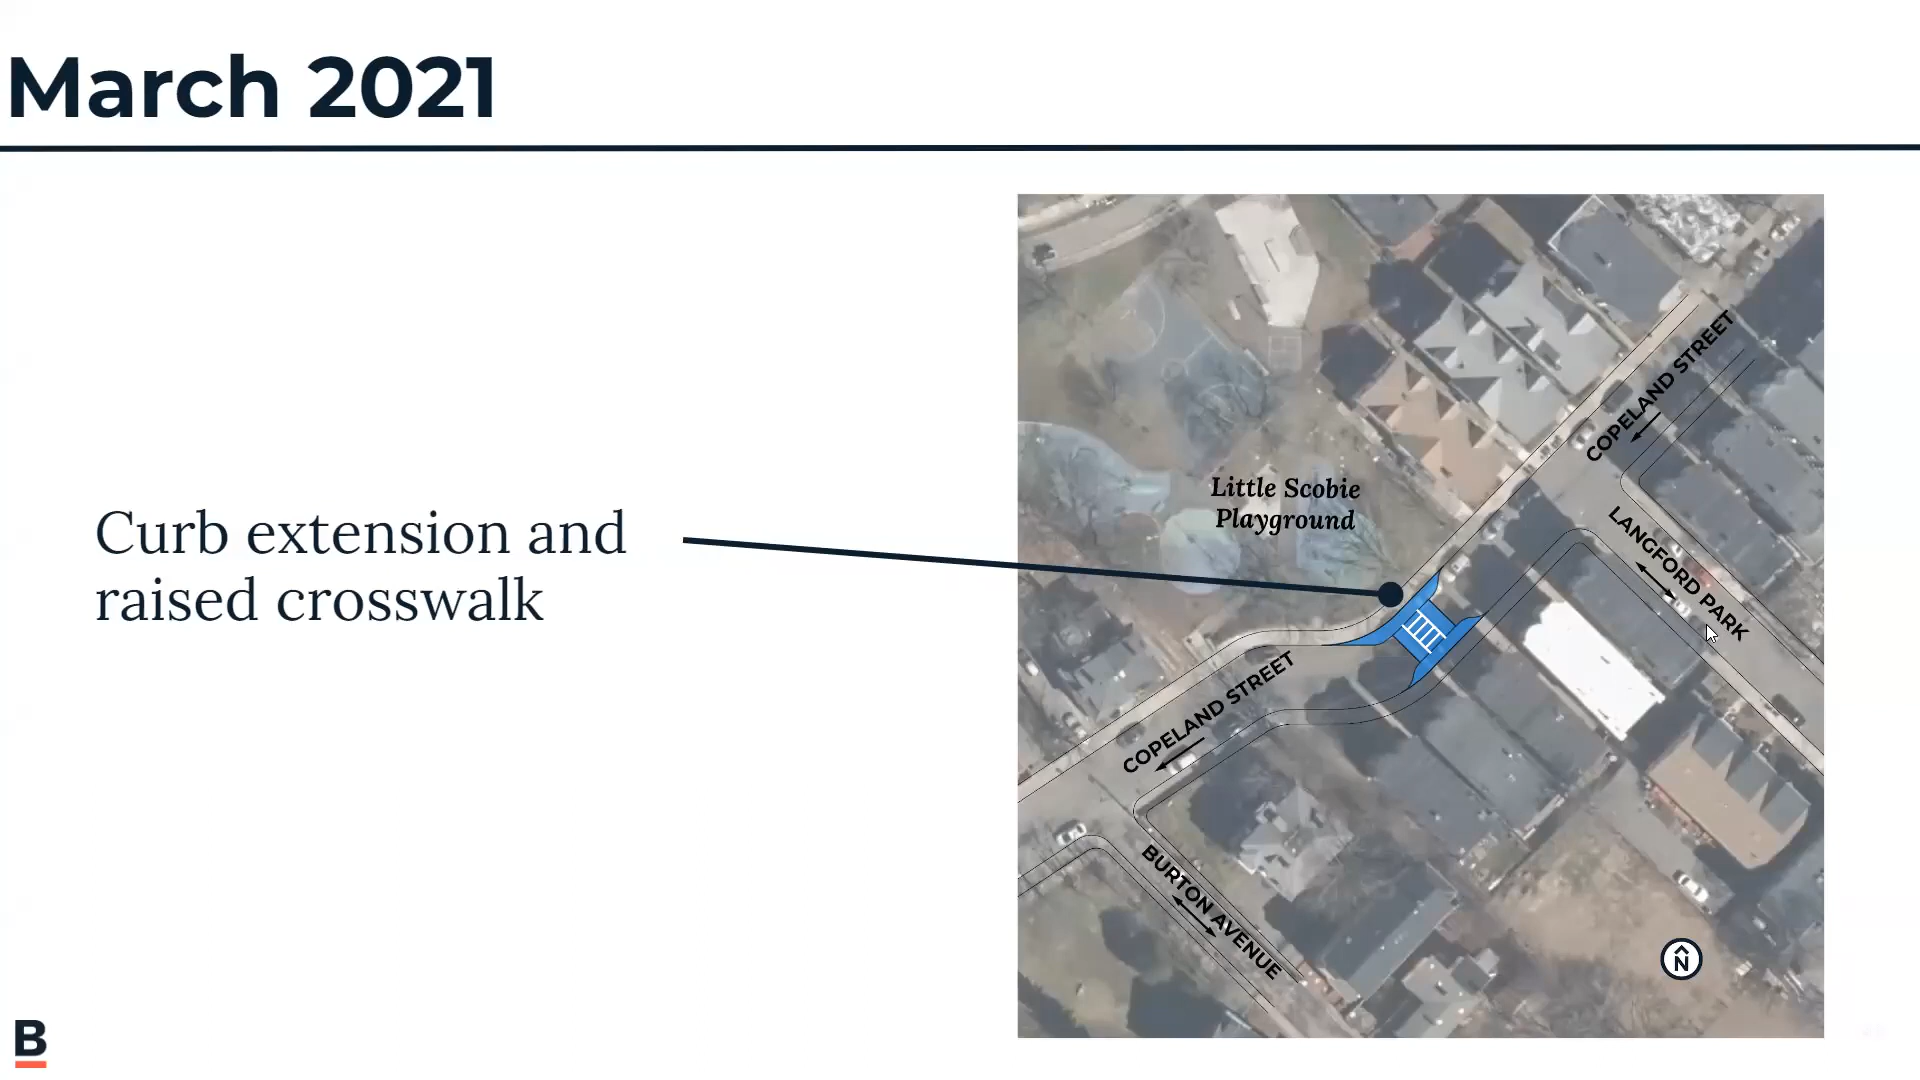 March 2021
Curb extension and
raised crosswalk
Little Scobie
Playground
COPELAND STREET
LANGFORD PARK
COPELAND STREET
BURTON AVENUE
N
B